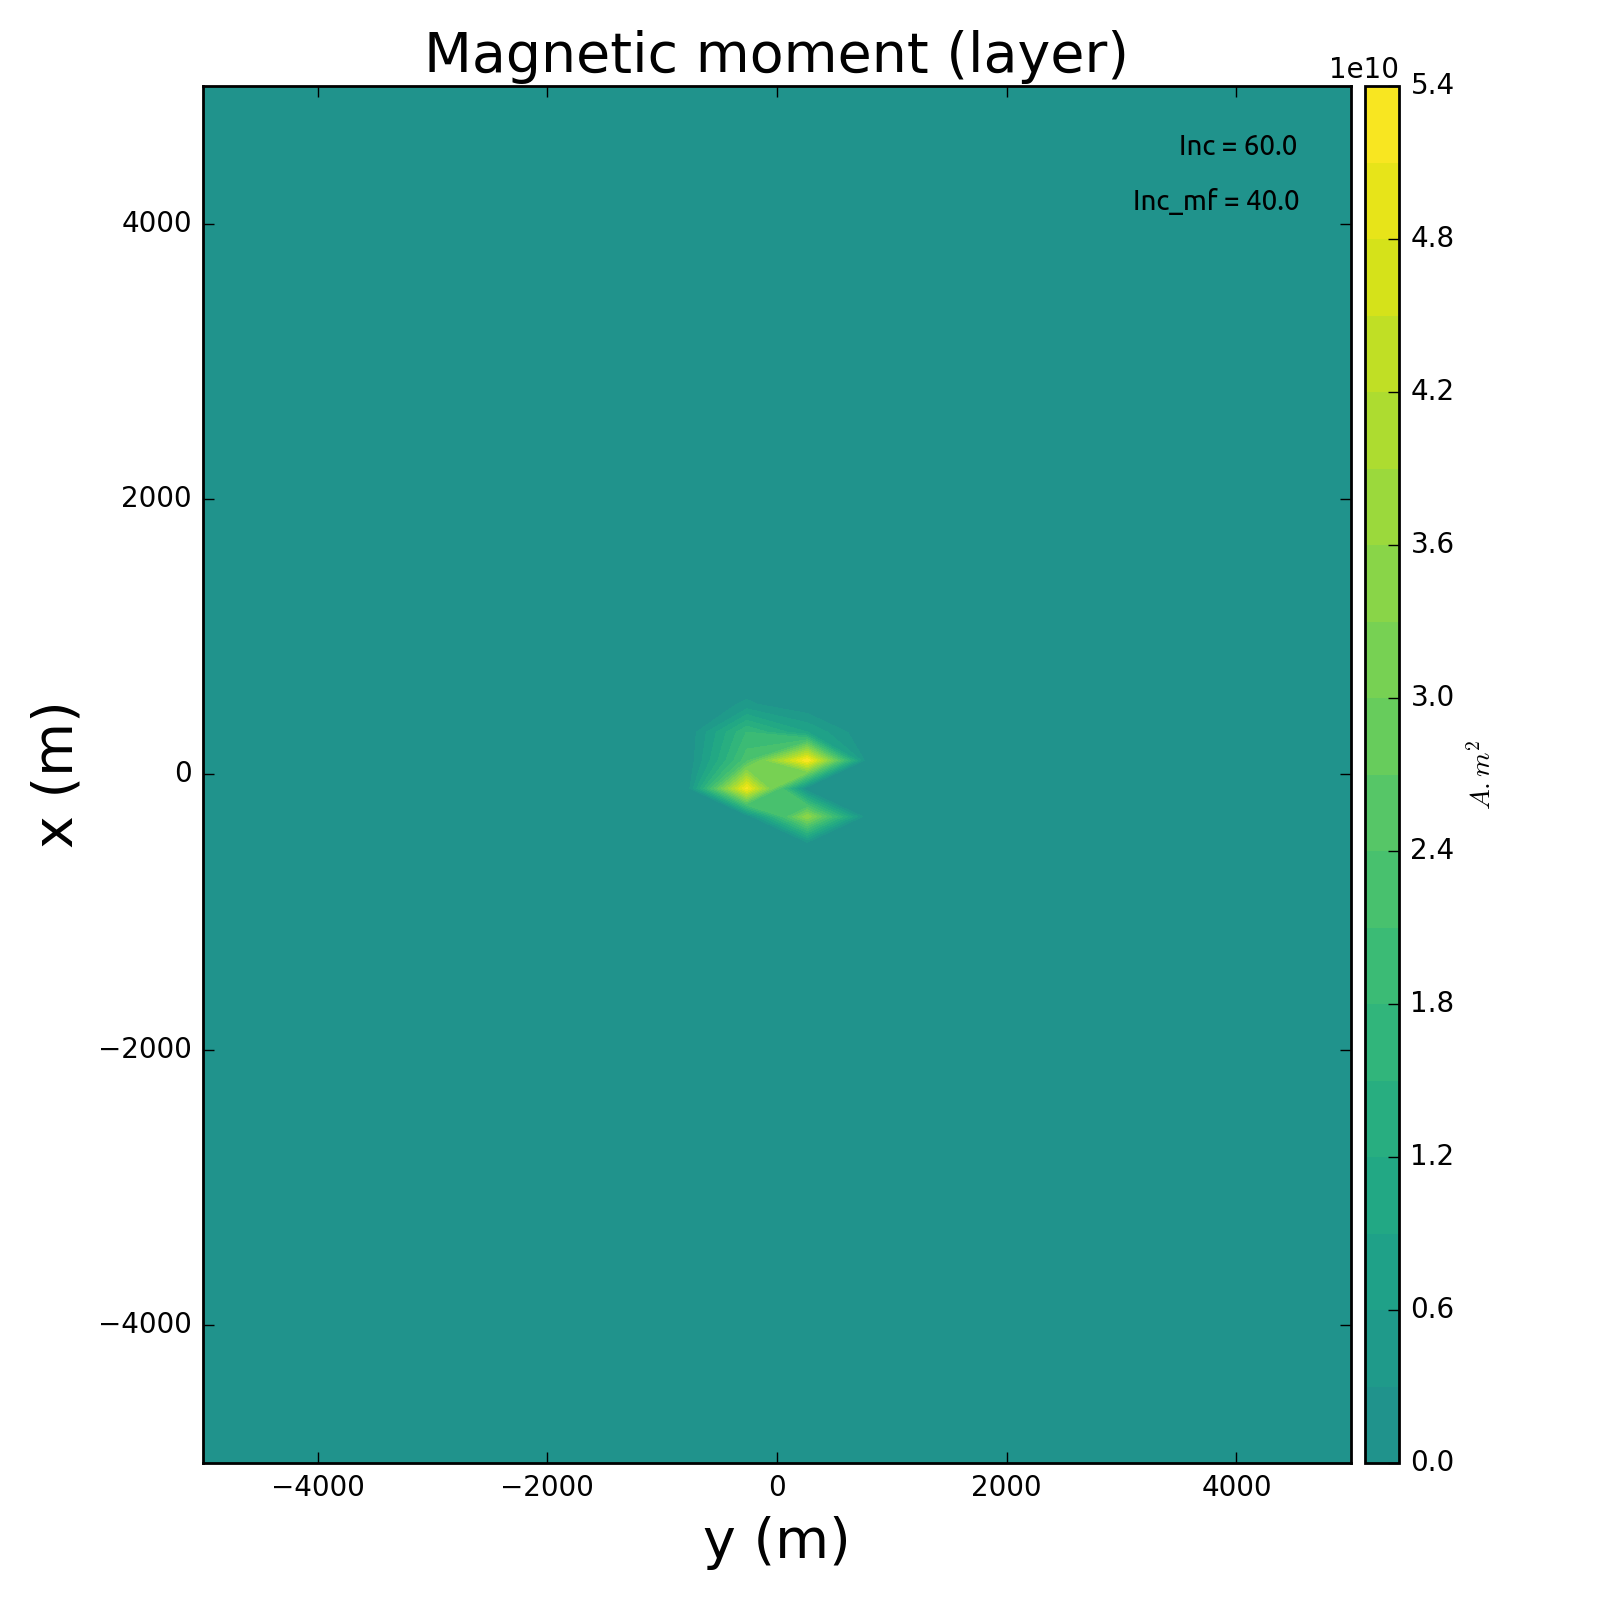 Magnetic moment (layer)
1e10
Inc = 60.0
Inc_mf = 40.0
x (m)
4000
2000
0
−2000
−4000
−4000 −2000 0 2000 4000
y (m)
5.4
4.8
4.2
3.6
3.0
2.4
1.8
1.2
0.6
0.0
A.m²